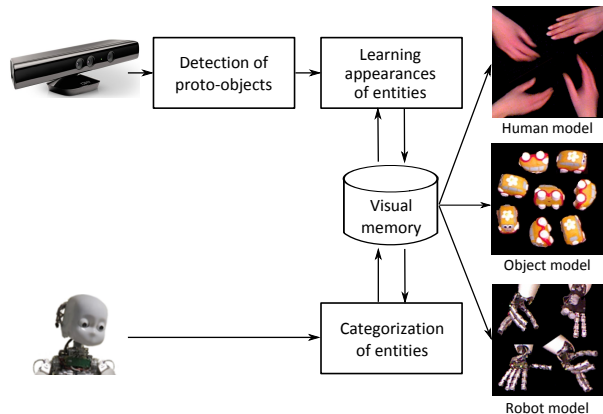 Detection of
proto-objects
Learning
appearances
of entities
Human model
Visual
memory
Object model
Categorization
of entities
Robot model